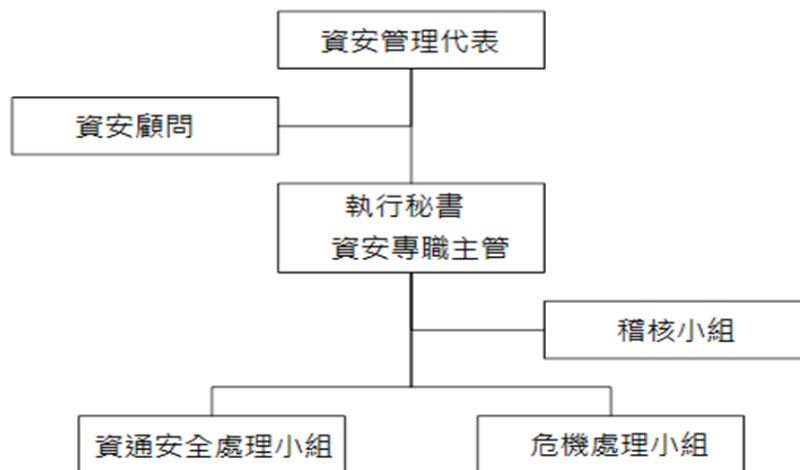 資安管理代表
資安顧問
執行秘書
資安專職主管
稽核小組
資通安全處理小組
危機處理小組